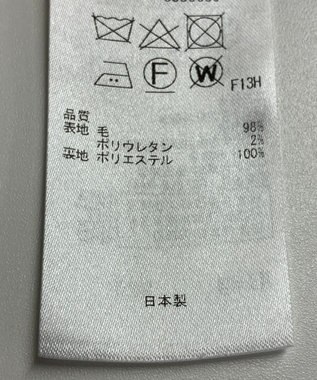 F
W
F13H
品質
表地 毛 98%
ポリウレタン 2%
裏地 ポリエステル 100%
日本製